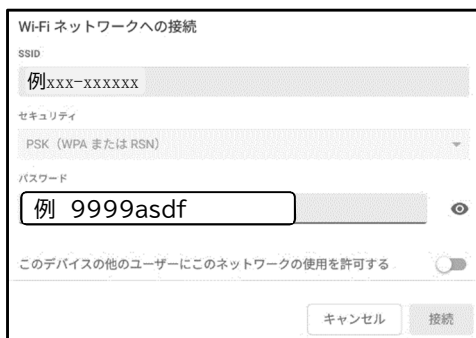 Wi-Fi ネットワークへの接続
SSID
例xxx-xxxxxx
セキュリティ
PSK（WPA または RSN）
パスワード
例 9999asdf
このデバイスの他のユーザーにこのネットワークの使用を許可する
キャンセル
接続